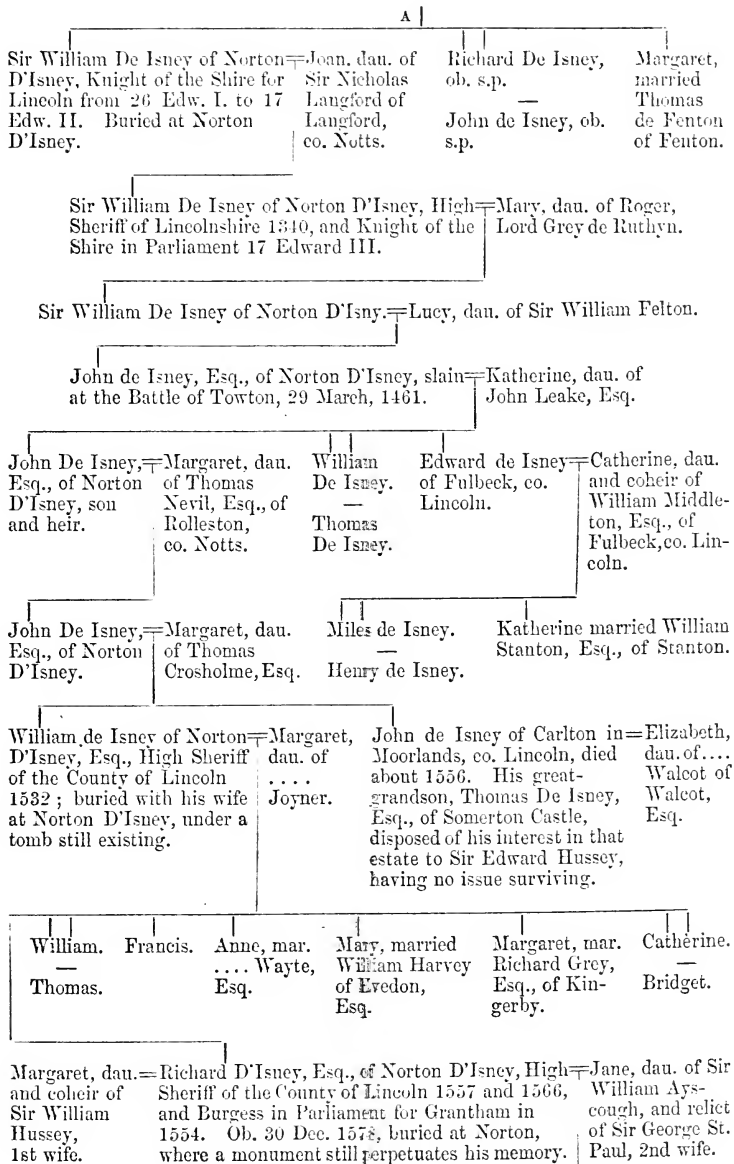 A
Sir William De Isney of Norton
D'Isney, Knight of the Shire for
Lincoln from 26 Edw. I. to 17
Edw. II. Buried at Norton
D'Isney.
=Joan, dau. of
Sir Nicholas
Langford of
Langford,
co. Notts.
Richard De Isney,
ob. s.p.
—
John de Isney, ob.
s.p.
Margaret,
married
Thomas
de Fenton
of Fenton.
Sir William De Isney of Norton D'Isney, High
Sheriff of Lincolnshire 1340, and Knight of the
Shire in Parliament 17 Edward III.
=Mary, dau. of Roger,
Lord Grey de Ruthyn.
Sir William De Isney of Norton D'Isny.=Lucy, dau. of Sir William Felton.
John de Isney, Esq., of Norton D'Isney, slain
at the Battle of Towton, 29 March, 1461.
=Katherine, dau. of
John Leake, Esq.
John De Isney,
Esq., of Norton
D'Isney, son
and heir.
=Margaret, dau.
of Thomas
Nevil, Esq., of
Rolleston,
co. Notts.
William
De Isney.
—
Thomas
De Isney.
Edward de Isney
of Fulbeck, co.
Lincoln.
=Catherine, dau.
and coheir of
William Middle-
ton, Esq., of
Fulbeck, co. Lin-
coln.
John De Isney,
Esq., of Norton
D'Isney.
=Margaret, dau.
of Thomas
Crosholme, Esq.
Miles de Isney.
—
Henry de Isney.
Katherine married William
Stanton, Esq., of Stanton.
William de Isney of Norton
D'Isney, Esq., High Sheriff
of the County of Lincoln
1532 ; buried with his wife
at Norton D'Isney, under a
tomb still existing.
=Margaret,
dau. of
. . . .
Joyner.
John de Isney of Carlton in
Moorlands, co. Lincoln, died
about 1556. His great-
grandson, Thomas De Isney,
Esq., of Somerton Castle,
disposed of his interest in that
estate to Sir Edward Hussey,
having no issue surviving.
=Elizabeth,
dau. of . . . .
Walcot of
Walcot,
Esq.
William.
—
Thomas.
Francis.
Anne, mar.
. . . . Wayte,
Esq.
Mary, married
William Harvey
of Evedon,
Esq.
Margaret, mar.
Richard Grey,
Esq., of Kin-
gerby.
Catherine.
—
Bridget.
Margaret, dau.
and coheir of
Sir William
Hussey,
1st wife.
=Richard D'Isney, Esq., of Norton D'Isney, High
Sheriff of the County of Lincoln 1557 and 1566,
and Burgess in Parliament for Grantham in
1554. Ob. 30 Dec. 1578, buried at Norton,
where a monument still perpetuates his memory.
=Jane, dau. of Sir
William Ays-
cough, and relict
of Sir George St.
Paul, 2nd wife.